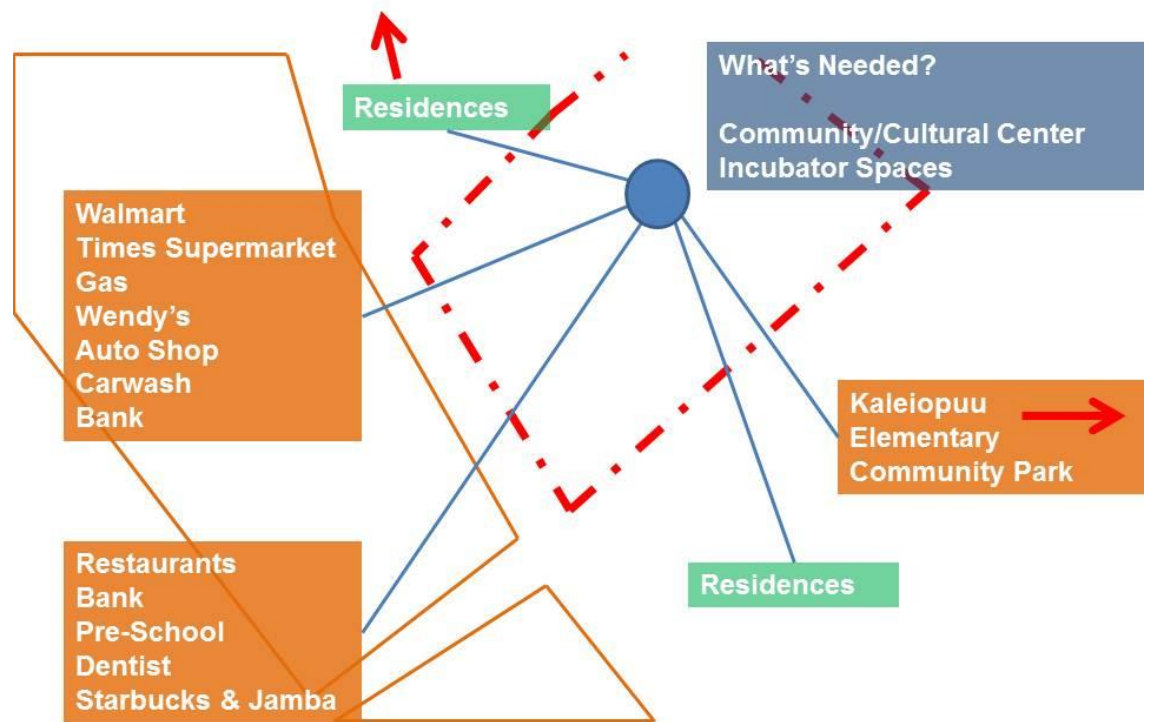 Residences
What's Needed?
Community/Cultural Center
Incubator Spaces
Walmart
Times Supermarket
Gas
Wendy's
Auto Shop
Carwash
Bank
Kaleiopuu
Elementary
Community Park
Restaurants
Bank
Pre-School
Dentist
Starbucks & Jamba
Residences